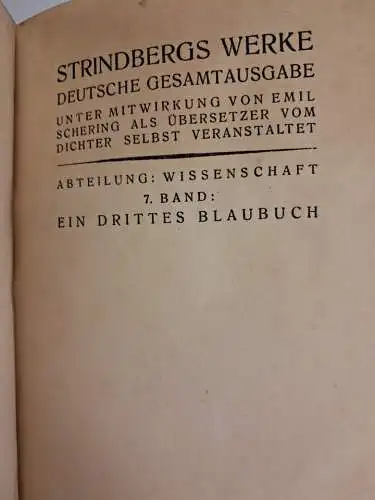 STRINDBERGS WERKE
DEUTSCHE GESAMTAUSGABE
UNTER MITWIRKUNG VON EMIL
SCHERING ALS ÜBERSETZER VOM
DICHTER SELBST VERANSTALTET
ABTEILUNG: WISSENSCHAFT
7. BAND:
EIN DRITTES BLAUBUCH